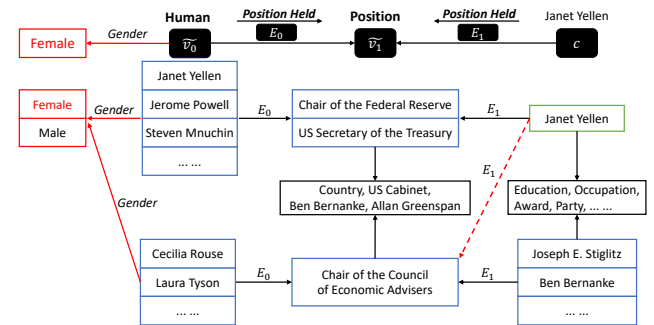 Human
Position Held
Position
Position Held
Janet Yellen
Female
Gender
ṽ0
E0
ṽ1
E1
c
Janet Yellen
Female
Gender
Jerome Powell
E0
Chair of the Federal Reserve
E1
Janet Yellen
Male
Steven Mnuchin
US Secretary of the Treasury
... ...
E1
Gender
Country, US Cabinet,
Ben Bernanke, Allan Greenspan
Education, Occupation,
Award, Party, ... ...
Cecilia Rouse
Joseph E. Stiglitz
Laura Tyson
E0
Chair of the Council
of Economic Advisers
E1
Ben Bernanke
... ...
... ...